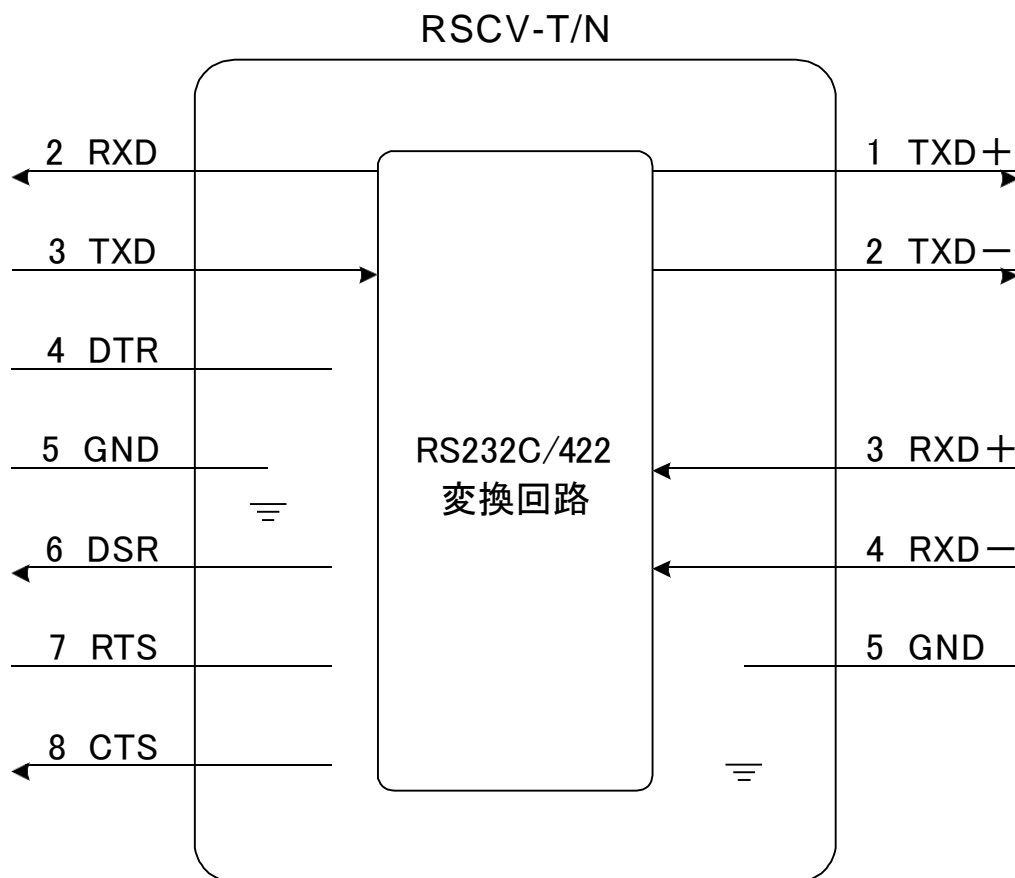 RSCV-T/N
2 RXD
3 TXD
4 DTR
5 GND
6 DSR
7 RTS
8 CTS
RS232C/422
変換回路
1 TXD＋
2 TXD－
3 RXD＋
4 RXD－
5 GND